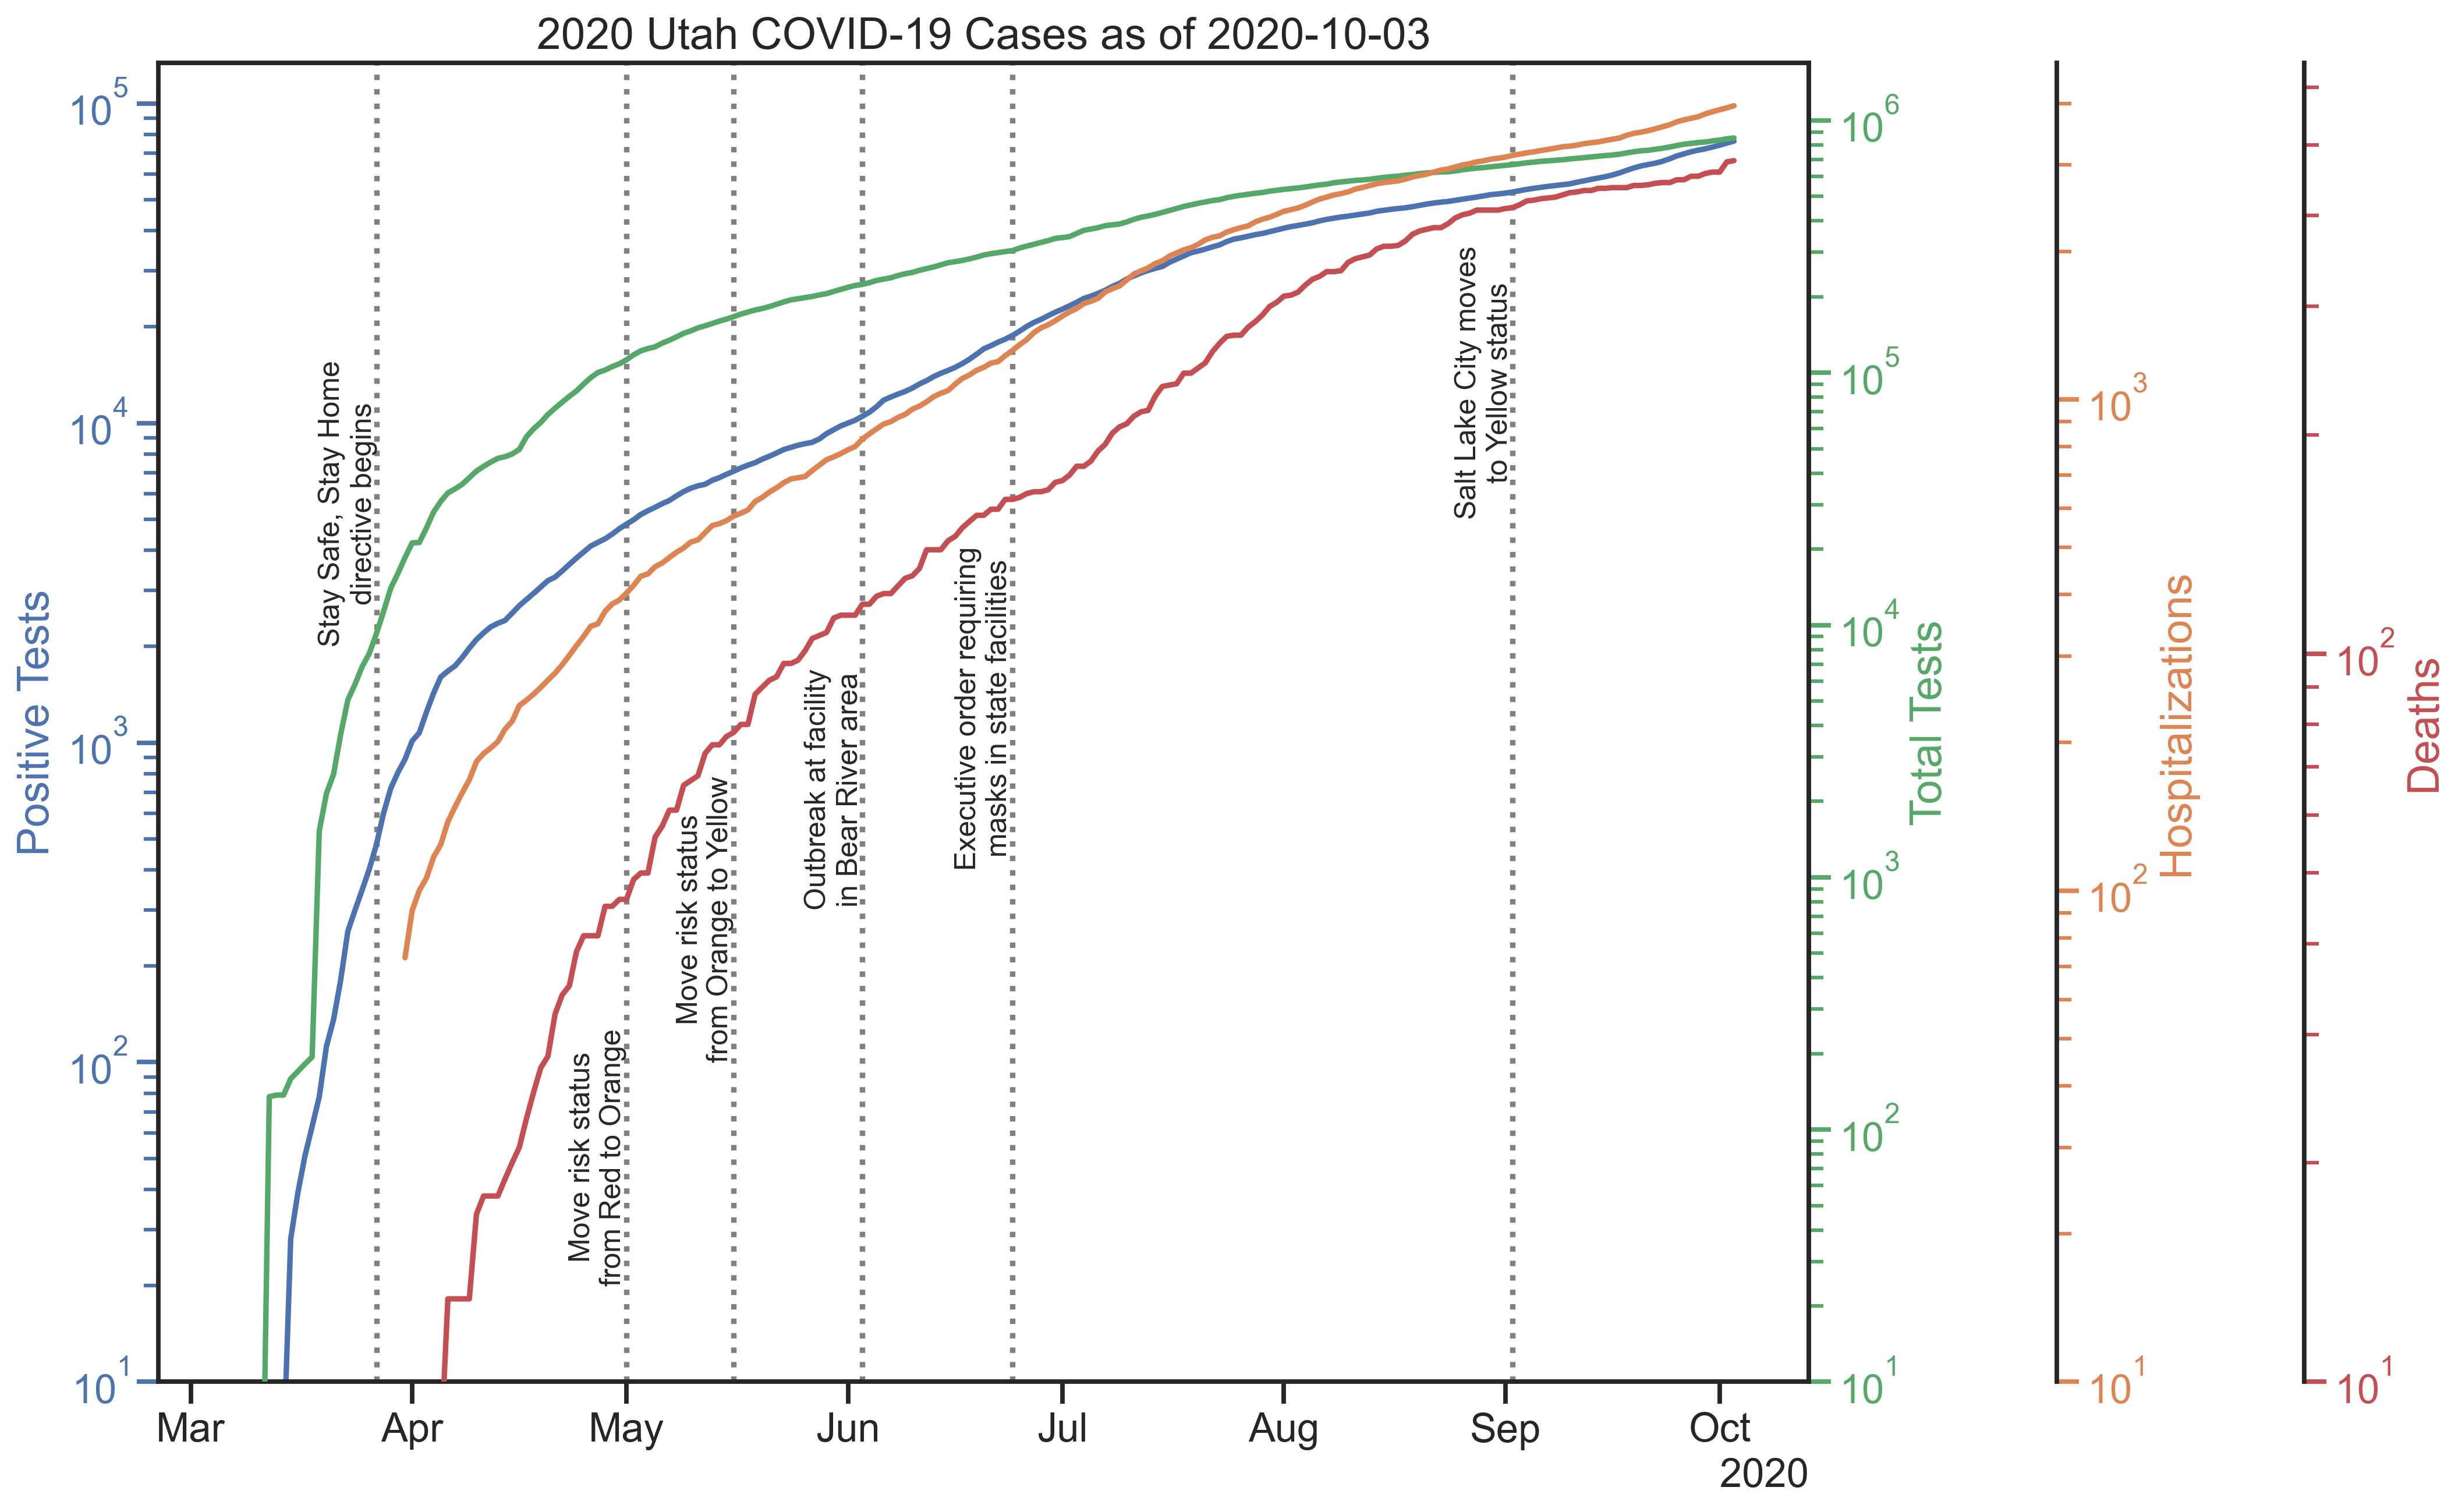 2020 Utah COVID-19 Cases as of 2020-10-03
Positive Tests
10^5
10^4
10^3
10^2
10^1
Stay Safe, Stay Home
directive begins
Move risk status
from Red to Orange
Move risk status
from Orange to Yellow
Outbreak at facility
in Bear River area
Executive order requiring
masks in state facilities
Salt Lake City moves
to Yellow status
Mar
Apr
May
Jun
Jul
Aug
Sep
Oct
2020
10^6
10^5
10^4
10^3
10^2
10^1
Total Tests
10^3
10^2
10^1
Hospitalizations
10^2
10^1
Deaths